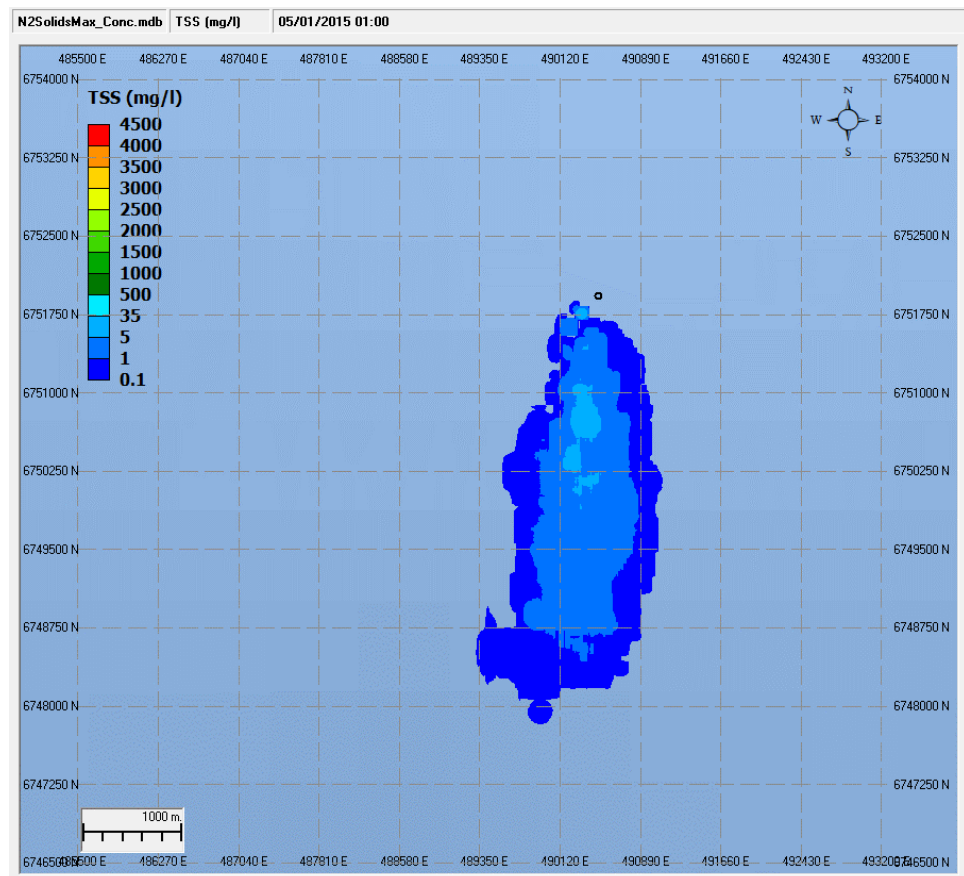 N2SolidsMax_Conc.mdb TSS (mg/l) 05/01/2015 01:00
485500 E 486270 E 487040 E 487810 E 488580 E 489350 E 490120 E 490890 E 491660 E 492430 E 493200 E
6754000 N 6754000 N
TSS (mg/l)
N
W E
S
4500
4000
3500
3000
2500
2000
1500
1000
500
35
5
1
0.1
6753250 N 6753250 N
6752500 N 6752500 N
6751750 N 6751750 N
6751000 N 6751000 N
6750250 N 6750250 N
6749500 N 6749500 N
6748750 N 6748750 N
6748000 N 6748000 N
6747250 N 6747250 N
1000 m.
486270 E 487040 E 487810 E 488580 E 489350 E 490120 E 490890 E 491660 E 492430 E